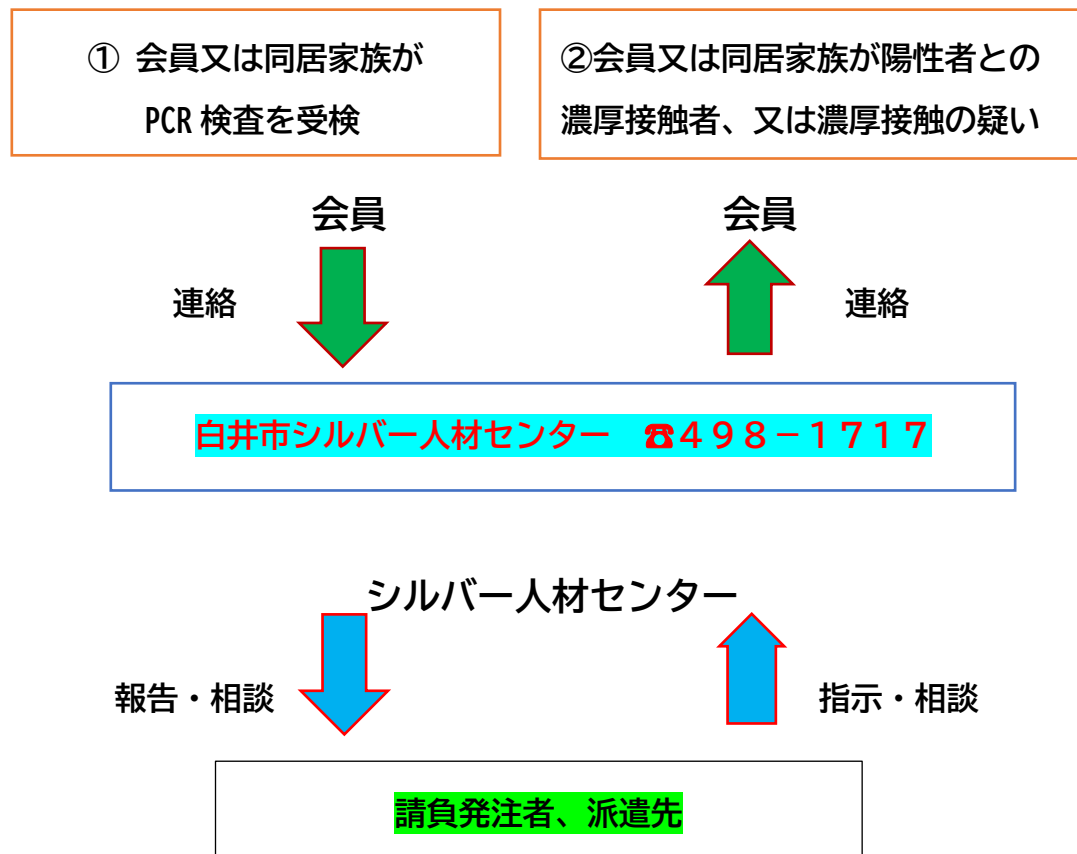 ① 会員又は同居家族が
PCR 検査を受検
②会員又は同居家族が陽性者との
濃厚接触者、又は濃厚接触の疑い
会員
会員
連絡
連絡
白井市シルバー人材センター ☎498－1717
シルバー人材センター
報告・相談
指示・相談
請負発注者、派遣先